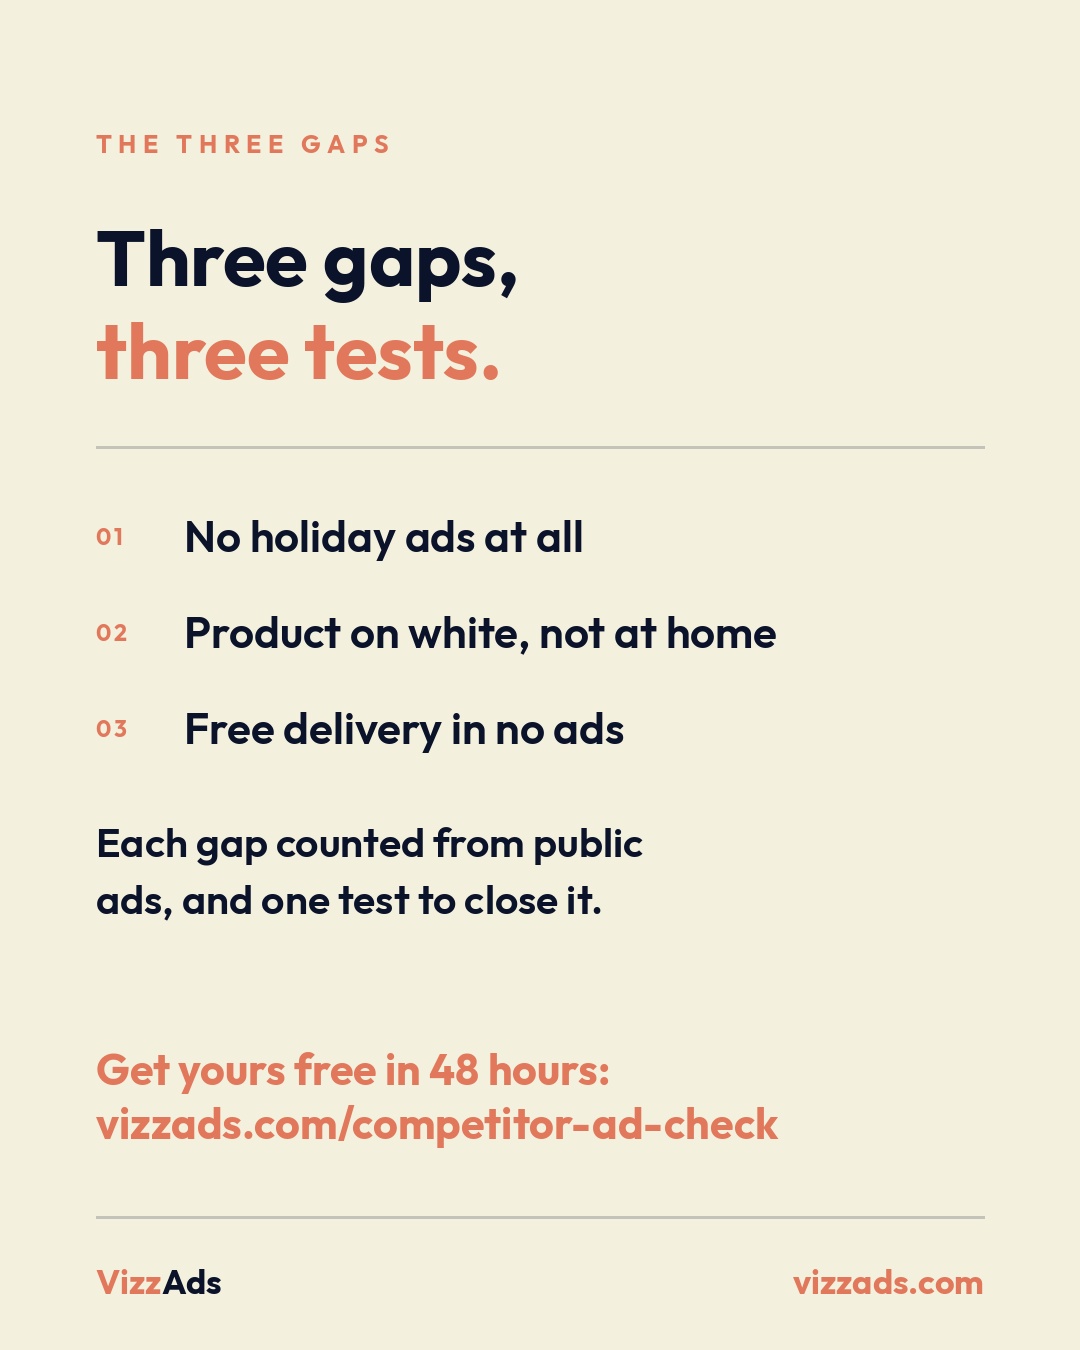 THE THREE GAPS
Three gaps,
three tests.
01 No holiday ads at all
02 Product on white, not at home
03 Free delivery in no ads
Each gap counted from public
ads, and one test to close it.
Get yours free in 48 hours:
vizzads.com/competitor-ad-check
VizzAds vizzads.com